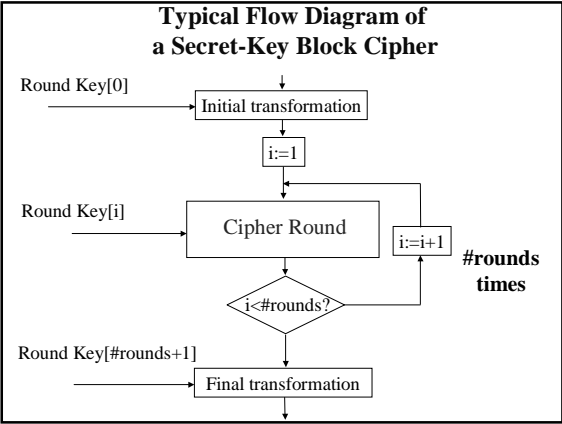 Typical Flow Diagram of
a Secret-Key Block Cipher
Round Key[0]
Initial transformation
i:=1
Round Key[i]
Cipher Round
i:=i+1
#rounds
times
i<#rounds?
Round Key[#rounds+1]
Final transformation